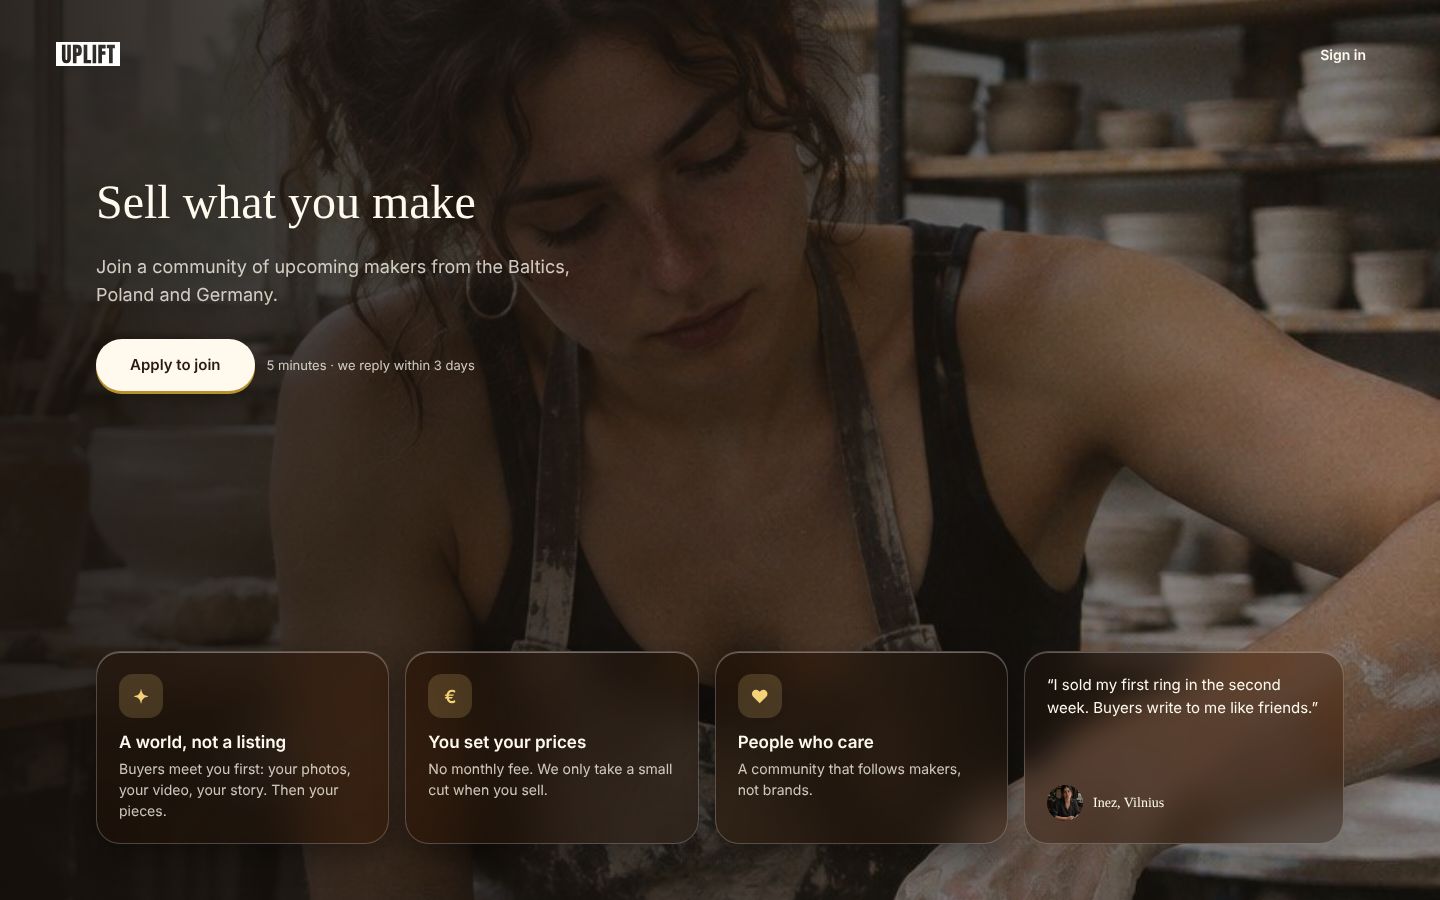 UPLIFT
Sign in
Sell what you make
Join a community of upcoming makers from the Baltics,
Poland and Germany.
Apply to join
5 minutes · we reply within 3 days
€
A world, not a listing
Buyers meet you first: your photos,
your video, your story. Then your
pieces.
You set your prices
No monthly fee. We only take a small
cut when you sell.
People who care
A community that follows makers,
not brands.
“I sold my first ring in the second
week. Buyers write to me like friends.”
Inez, Vilnius